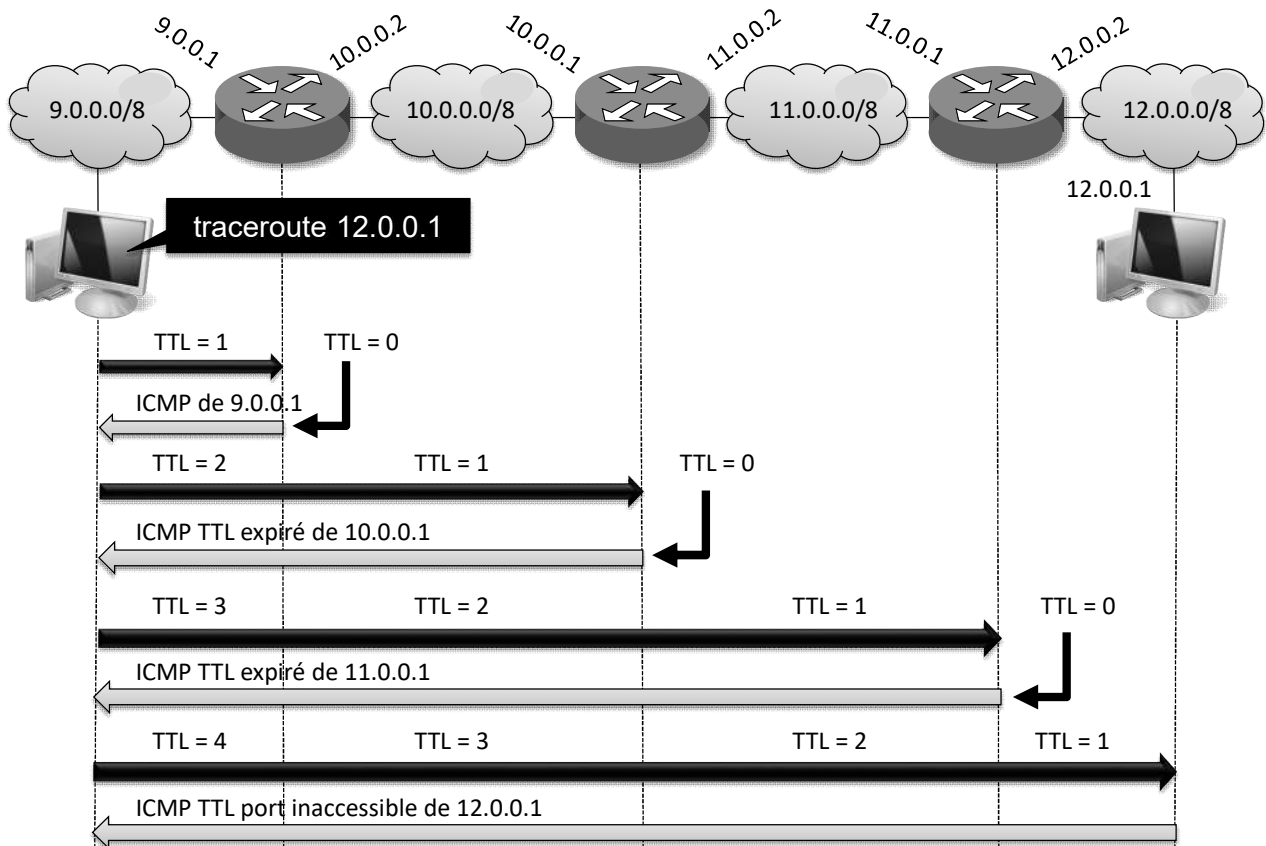 9.0.0.1 10.0.0.2 10.0.0.1 11.0.0.2 11.0.0.1 12.0.0.2
9.0.0.0/8 10.0.0.0/8 11.0.0.0/8 12.0.0.0/8
12.0.0.1
traceroute 12.0.0.1
TTL = 1 TTL = 0
ICMP de 9.0.0.1
TTL = 2 TTL = 1 TTL = 0
ICMP TTL expiré de 10.0.0.1
TTL = 3 TTL = 2 TTL = 1 TTL = 0
ICMP TTL expiré de 11.0.0.1
TTL = 4 TTL = 3 TTL = 2 TTL = 1
ICMP TTL port inaccessible de 12.0.0.1